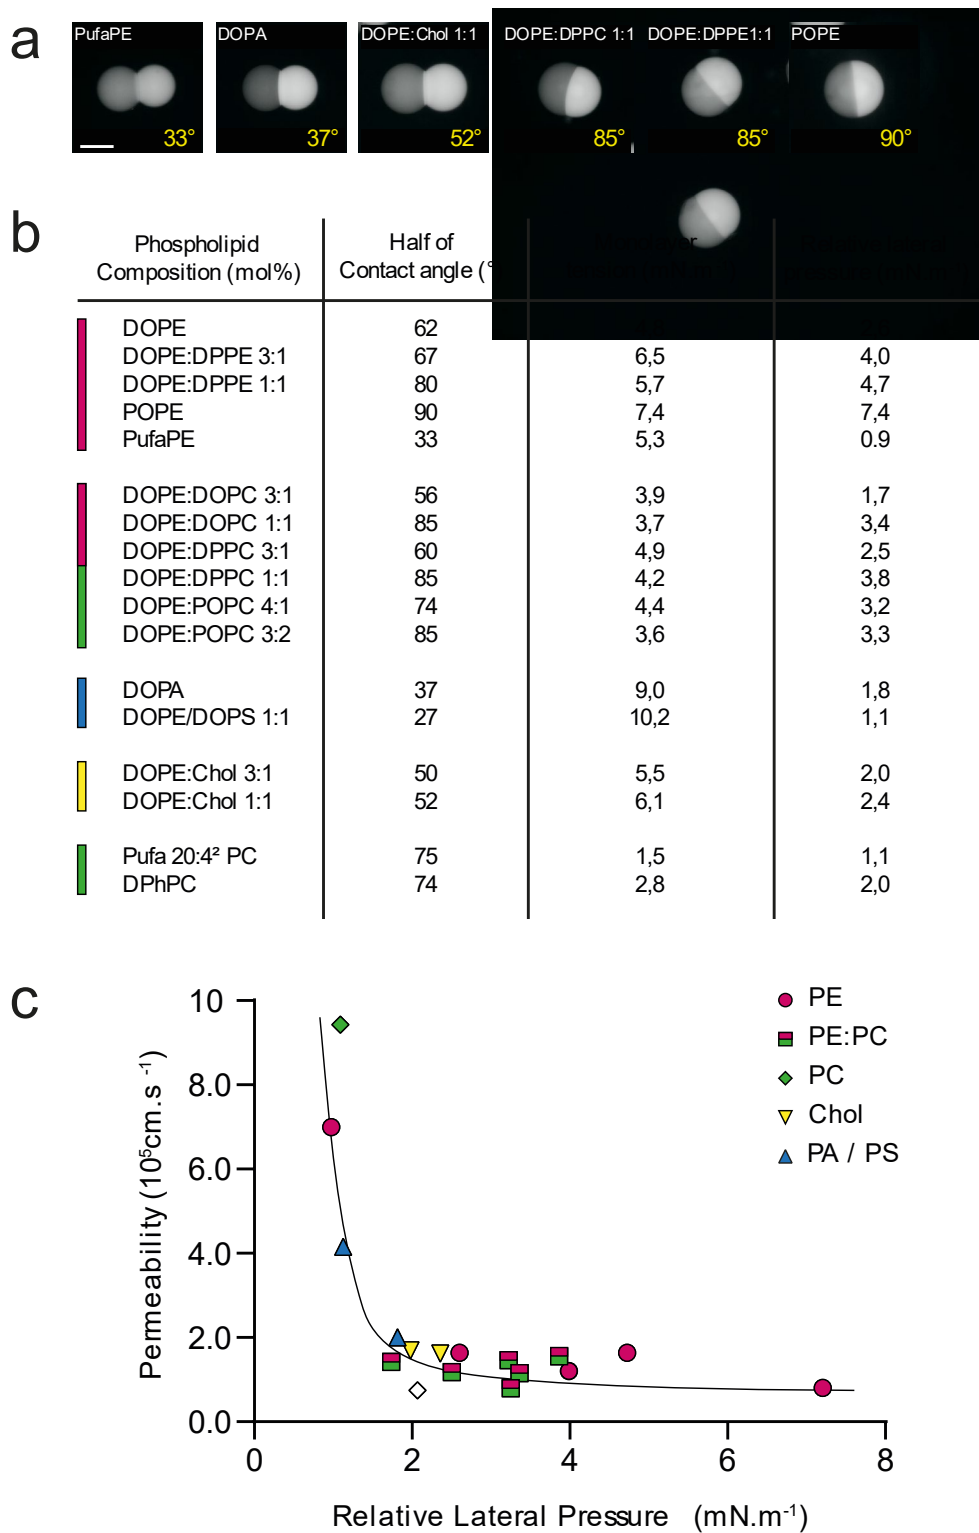 a
PufaPE
DOPA
DOPE:Chol 1:1
DOPE:DPPC 1:1
DOPE:DPPE1:1
POPE
33°
37°
52°
85°
85°
90°
b
Phospholipid
Composition (mol%)
Half of
Contact angle (°
DOPE 62
DOPE:DPPE 3:1 67 6,5 4,0
DOPE:DPPE 1:1 80 5,7 4,7
POPE 90 7,4 7,4
PufaPE 33 5,3 0.9
DOPE:DOPC 3:1 56 3,9 1,7
DOPE:DOPC 1:1 85 3,7 3,4
DOPE:DPPC 3:1 60 4,9 2,5
DOPE:DPPC 1:1 85 4,2 3,8
DOPE:POPC 4:1 74 4,4 3,2
DOPE:POPC 3:2 85 3,6 3,3
DOPA 37 9,0 1,8
DOPE/DOPS 1:1 27 10,2 1,1
DOPE:Chol 3:1 50 5,5 2,0
DOPE:Chol 1:1 52 6,1 2,4
Pufa 20:4² PC 75 1,5 1,1
DPhPC 74 2,8 2,0
c
10
8.0
6.0
4.0
2.0
0.0
Permeability (10⁵cm.s⁻¹)
PE
PE:PC
PC
Chol
PA / PS
0 2 4 6 8
Relative Lateral Pressure (mN.m⁻¹)